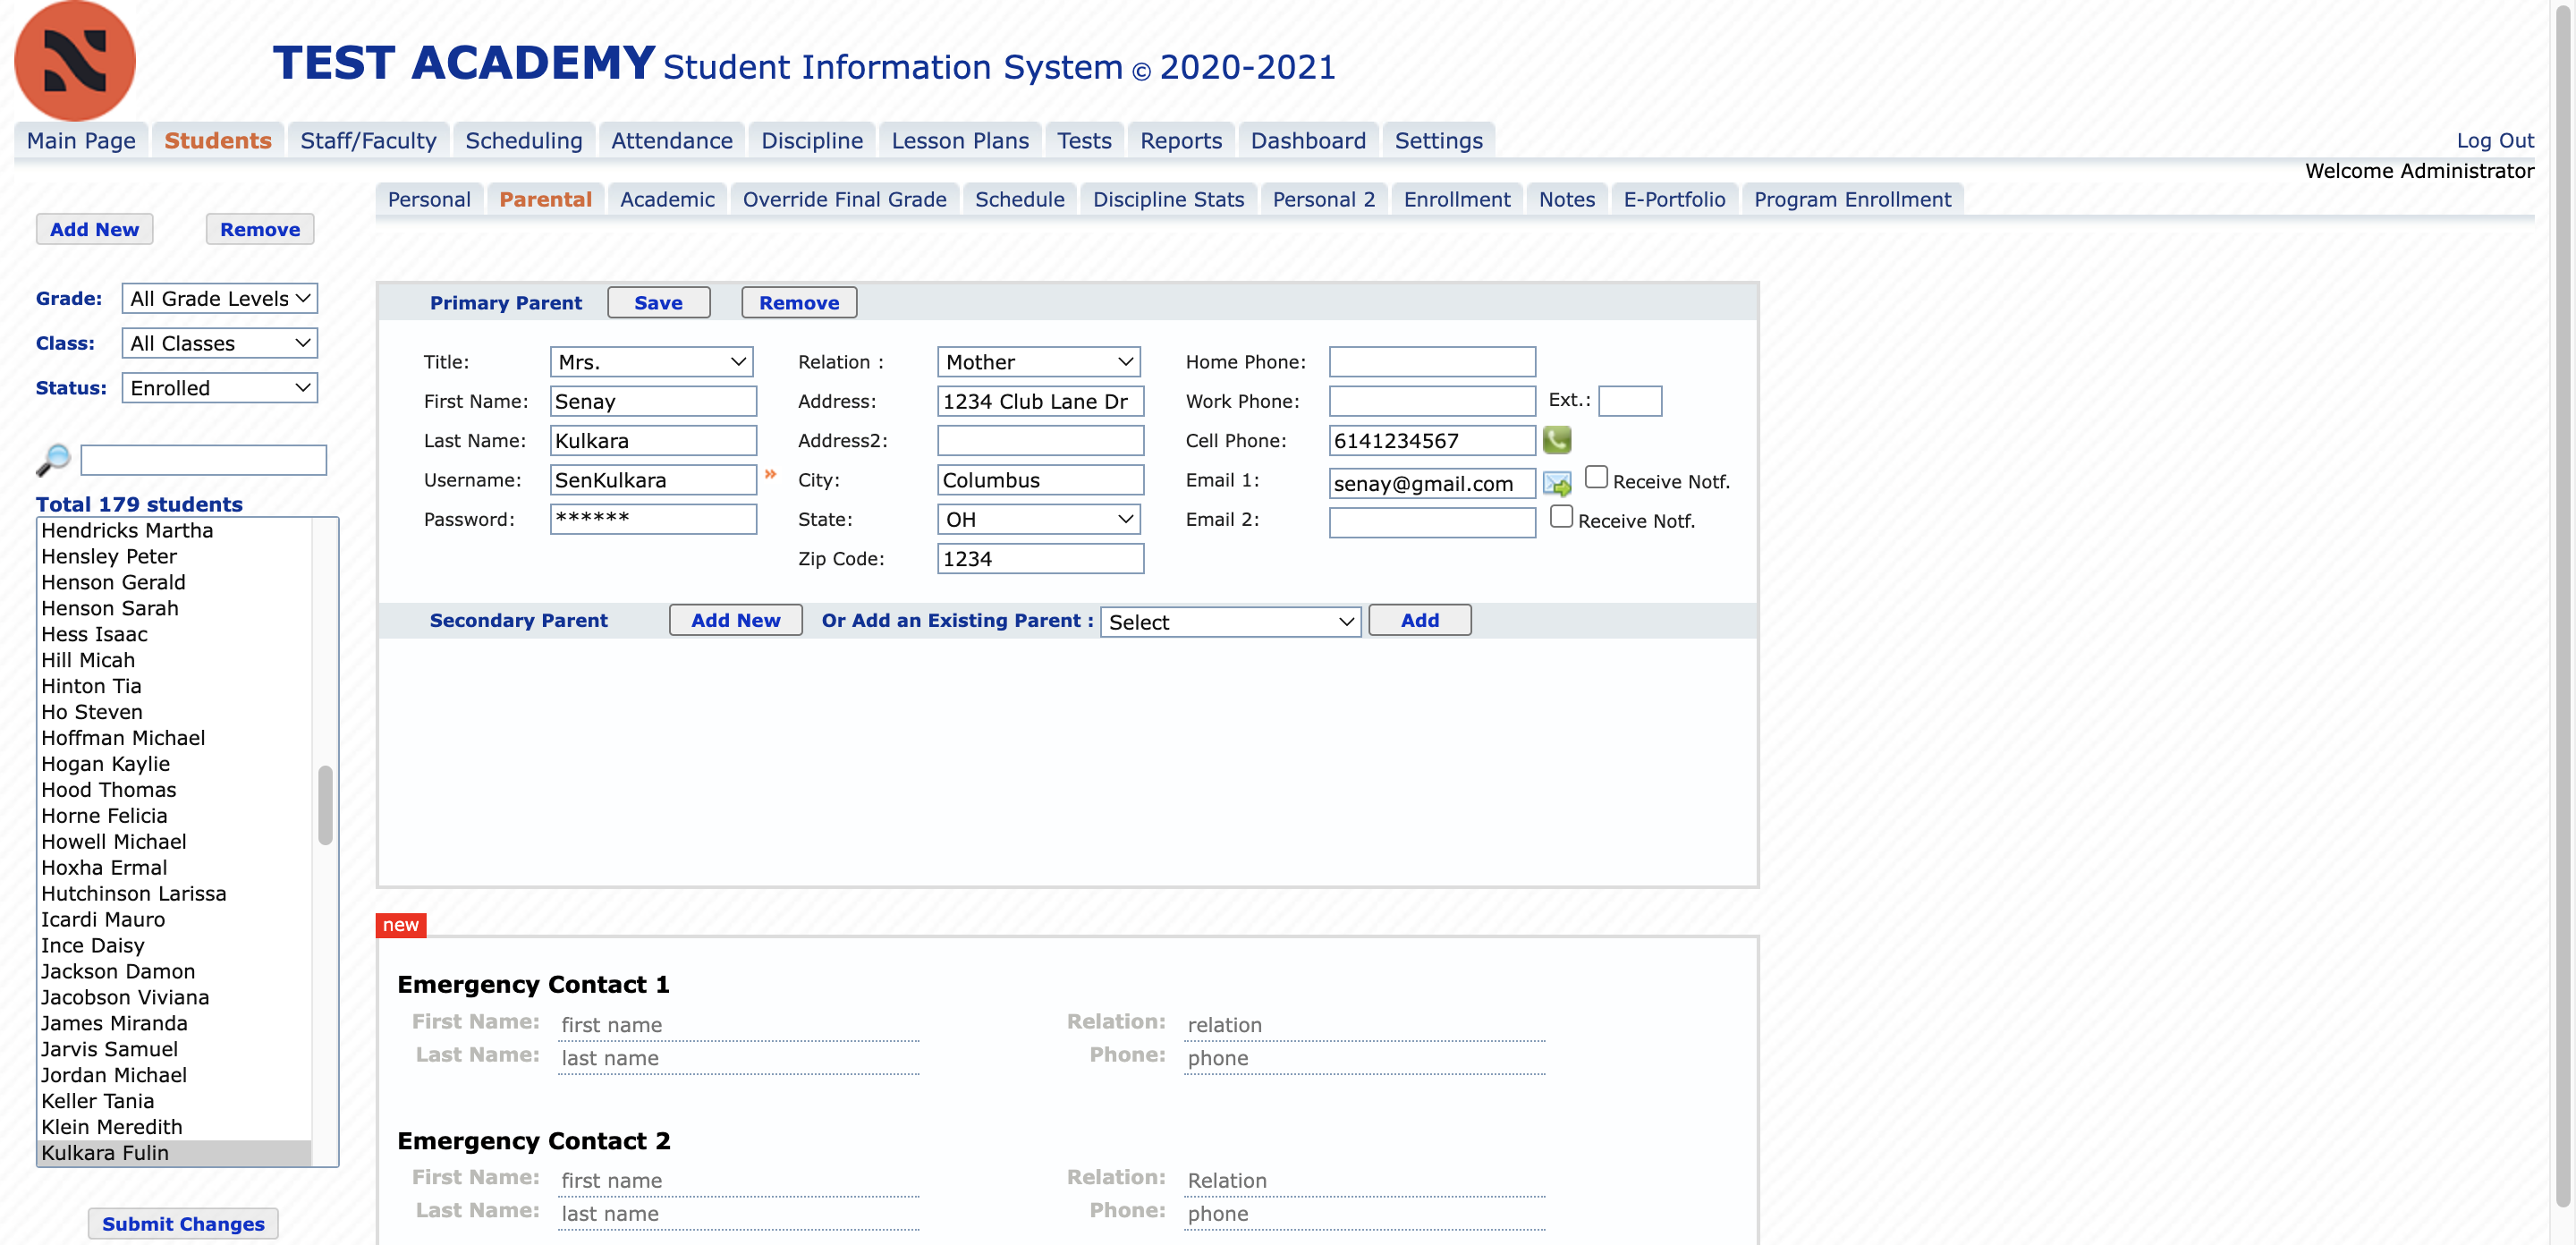 TEST ACADEMY Student Information System © 2020-2021
Main Page Students Staff/Faculty Scheduling Attendance Discipline Lesson Plans Tests Reports Dashboard Settings Log Out
Welcome Administrator
Personal Parental Academic Override Final Grade Schedule Discipline Stats Personal 2 Enrollment Notes E-Portfolio Program Enrollment
Add New Remove
Grade: All Grade Levels
Class: All Classes
Status: Enrolled
Total 179 students
Hendricks Martha
Hensley Peter
Henson Gerald
Henson Sarah
Hess Isaac
Hill Micah
Hinton Tia
Ho Steven
Hoffman Michael
Hogan Kaylie
Hood Thomas
Horne Felicia
Howell Michael
Hoxha Ermal
Hutchinson Larissa
Icardi Mauro
Ince Daisy
Jackson Damon
Jacobson Viviana
James Miranda
Jarvis Samuel
Jordan Michael
Keller Tania
Klein Meredith
Kulkara Fulin
Submit Changes
Primary Parent Save Remove
Title: Mrs. Relation : Mother Home Phone:
First Name: Senay Address: 1234 Club Lane Dr Work Phone: Ext.:
Last Name: Kulkara Address2: Cell Phone: 6141234567
Username: SenKulkara » City: Columbus Email 1: senay@gmail.com Receive Notf.
Password: ****** State: OH Email 2: Receive Notf.
Zip Code: 1234
Secondary Parent Add New Or Add an Existing Parent : Select Add
new
Emergency Contact 1
First Name: first name Relation: relation
Last Name: last name Phone: phone
Emergency Contact 2
First Name: first name Relation: Relation
Last Name: last name Phone: phone